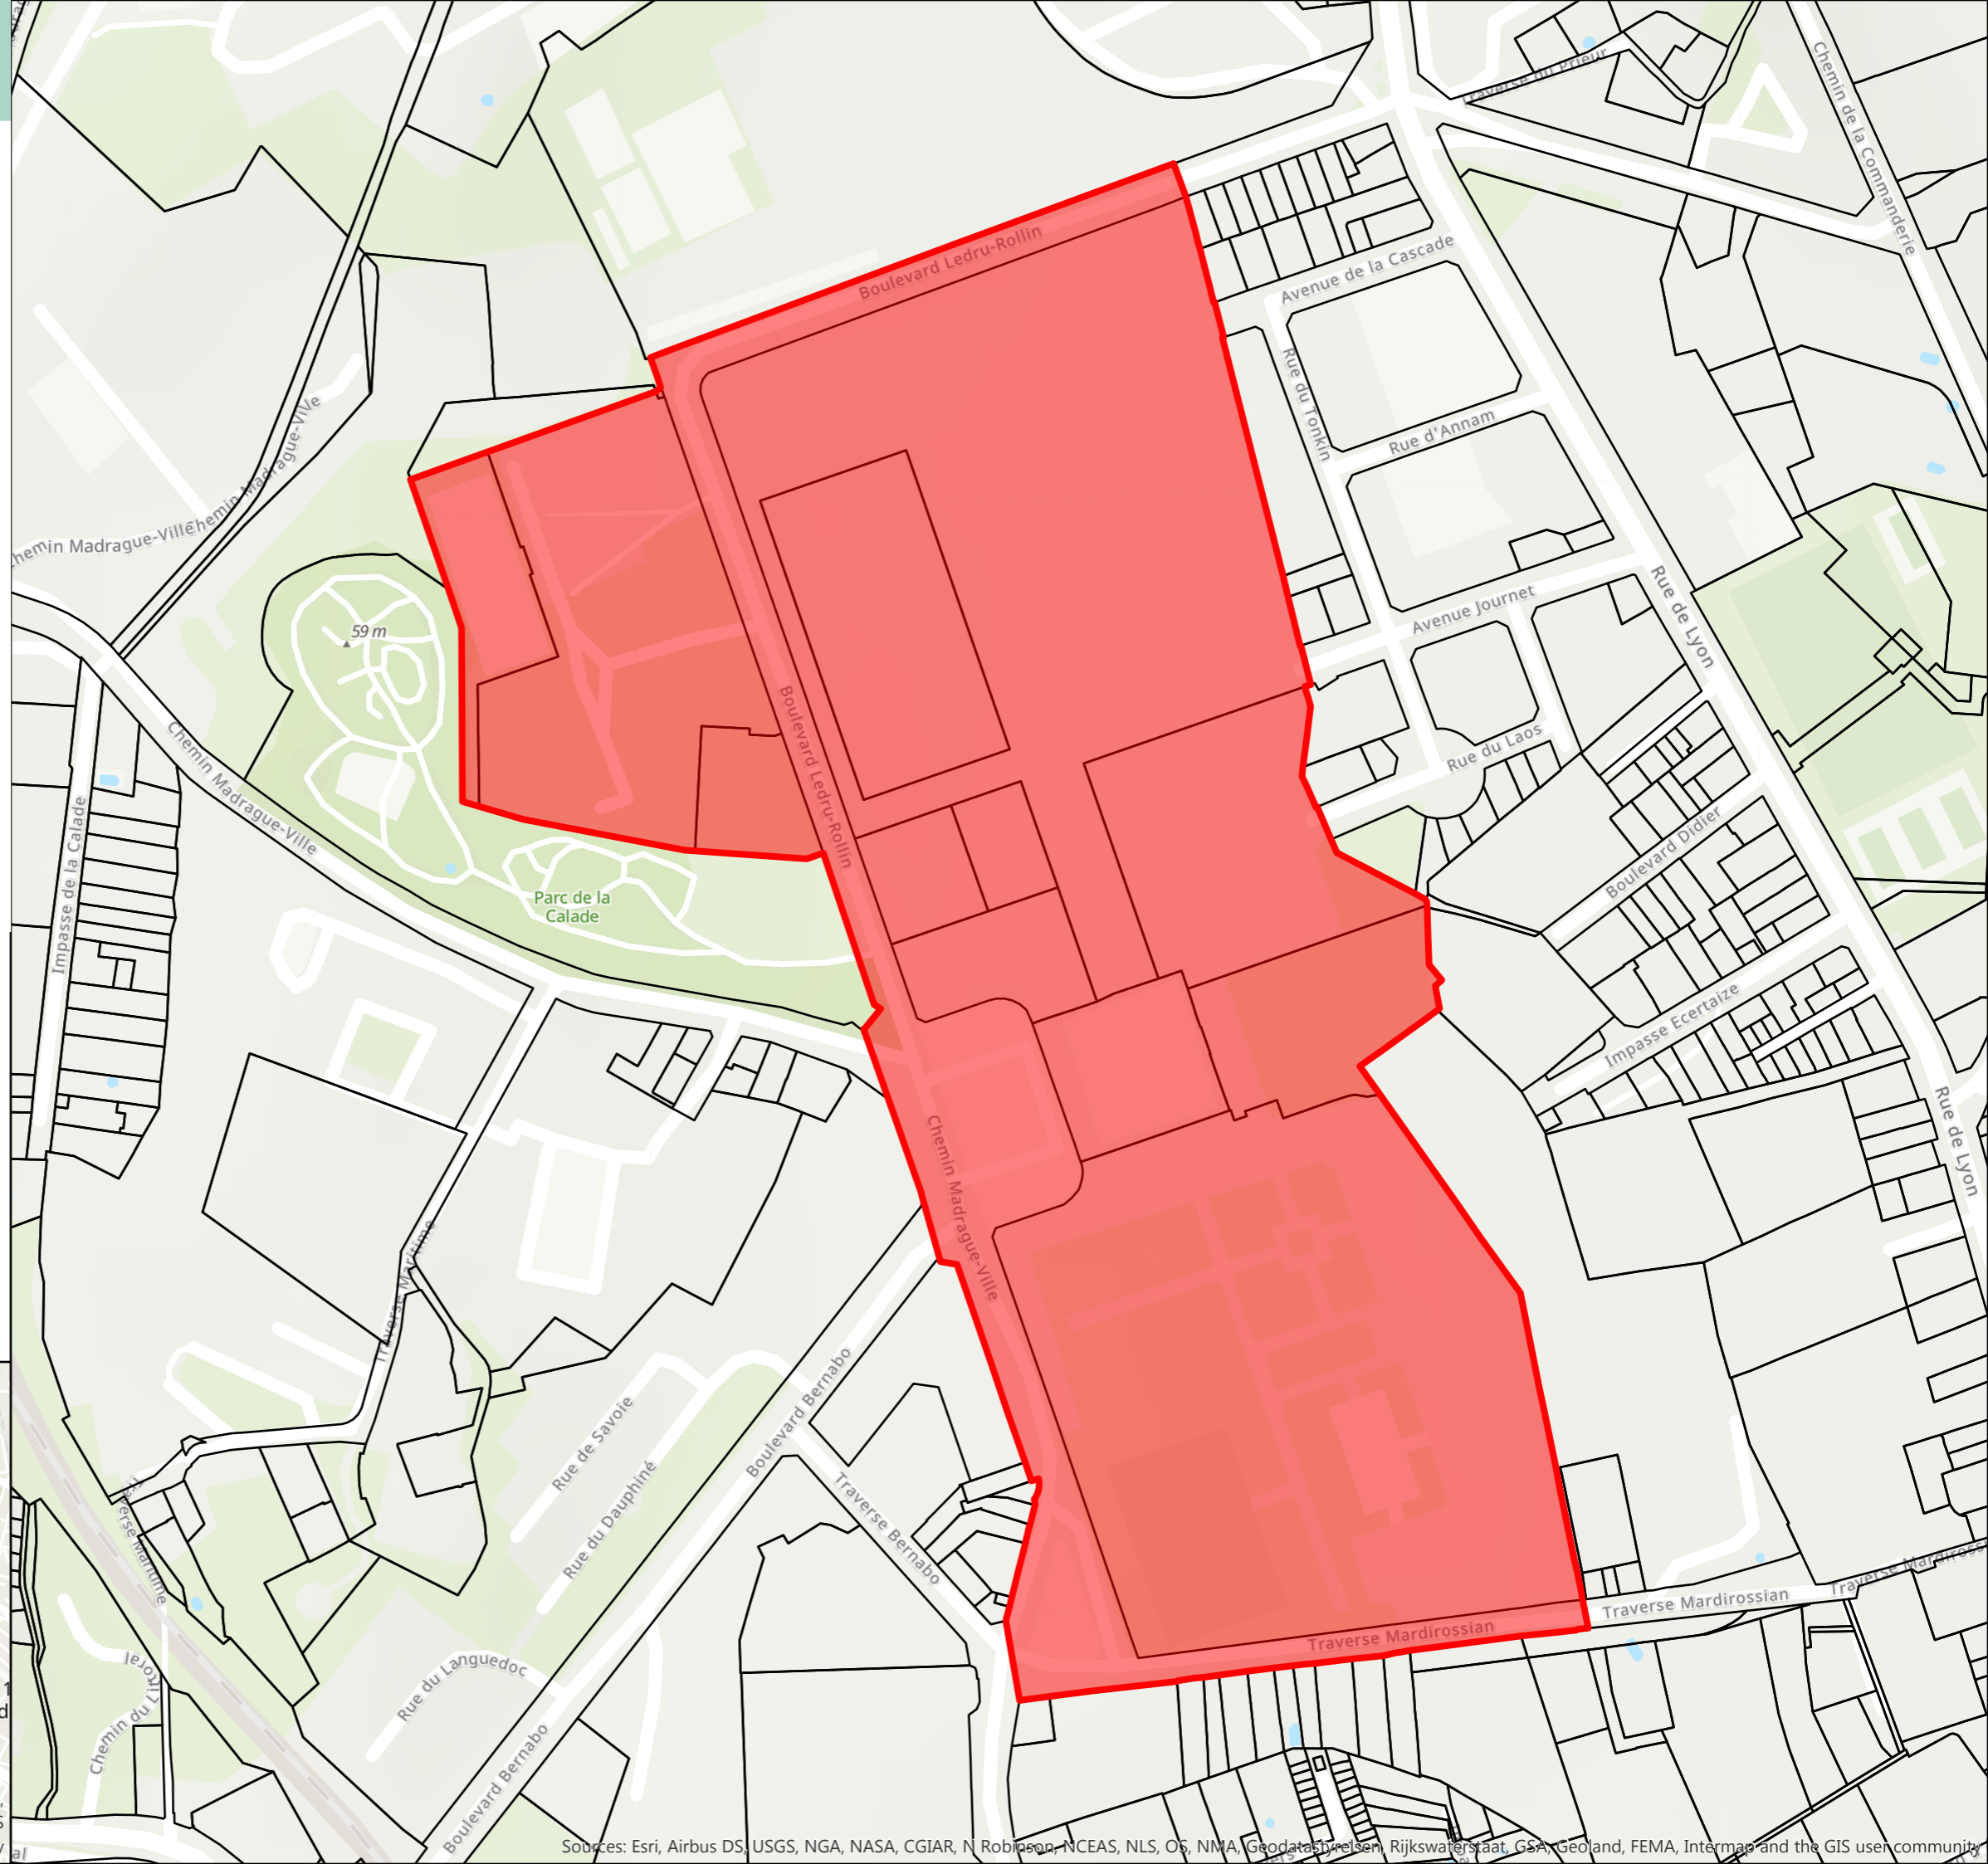 Traverse du Prieur
Chemin de la Commanderie
Boulevard Ledru-Rollin
Avenue de la Cascade
Rue du Tonkin
Rue d'Annam
Chemin Madrague-Ville
Chemin Madrague-Ville
59 m
Avenue Journet
Rue de Lyon
Boulevard Ledru-Rollin
Rue du Laos
Chemin Madrague-Ville
Impasse de la Calade
Boulevard Didier
Parc de la
Calade
Impasse Ecertaize
Chemin Madrague-Ville
Rue de Lyon
Traverse Maritime
Boulevard Bernabo
Rue de Savoie
Rue du Dauphiné
Traverse Bernabo
Traverse Maritime
Traverse Mardirossian
Traverse Mardirossian
Traverse Mardirossi
Rue du Languedoc
Chemin du Littoral
Boulevard Bernabo
Sources: Esri, Airbus DS, USGS, NGA, NASA, CGIAR, N Robinson, NCEAS, NLS, OS, NMA, Geodatastyrelsen, Rijkswaterstaat, GSA, Geoland, FEMA, Intermap and the GIS user community